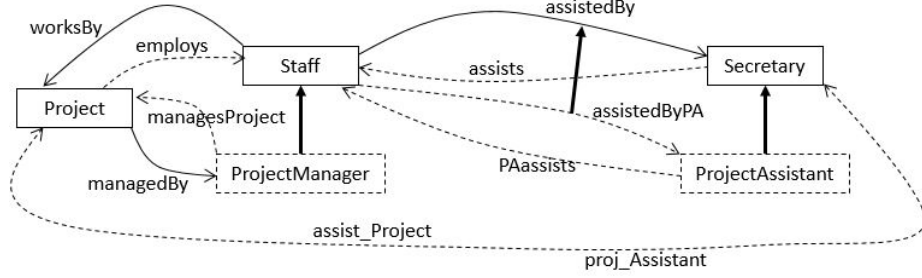 assistedBy
worksBy
employs
Staff
assists
Secretary
Project
managesProject
assistedByPA
PAassists
managedBy
ProjectManager
ProjectAssistant
assist_Project
proj_Assistant